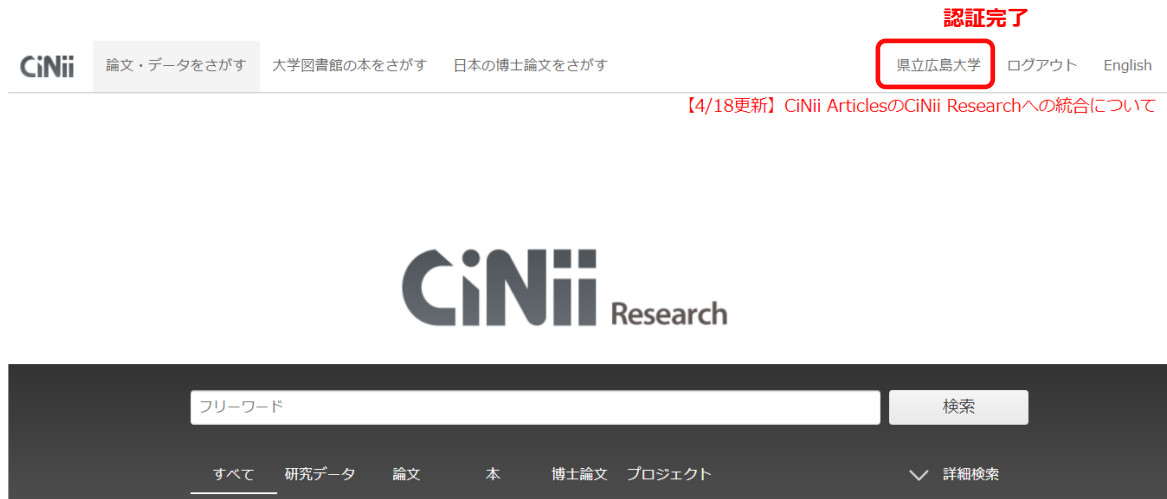 認証完了
CiNii 論文・データをさがす 大学図書館の本をさがす 日本の博士論文をさがす 県立広島大学 ログアウト English
【4/18更新】CiNii ArticlesのCiNii Researchへの統合について
CiNii Research
フリーワード 検索
すべて 研究データ 論文 本 博士論文 プロジェクト 詳細検索